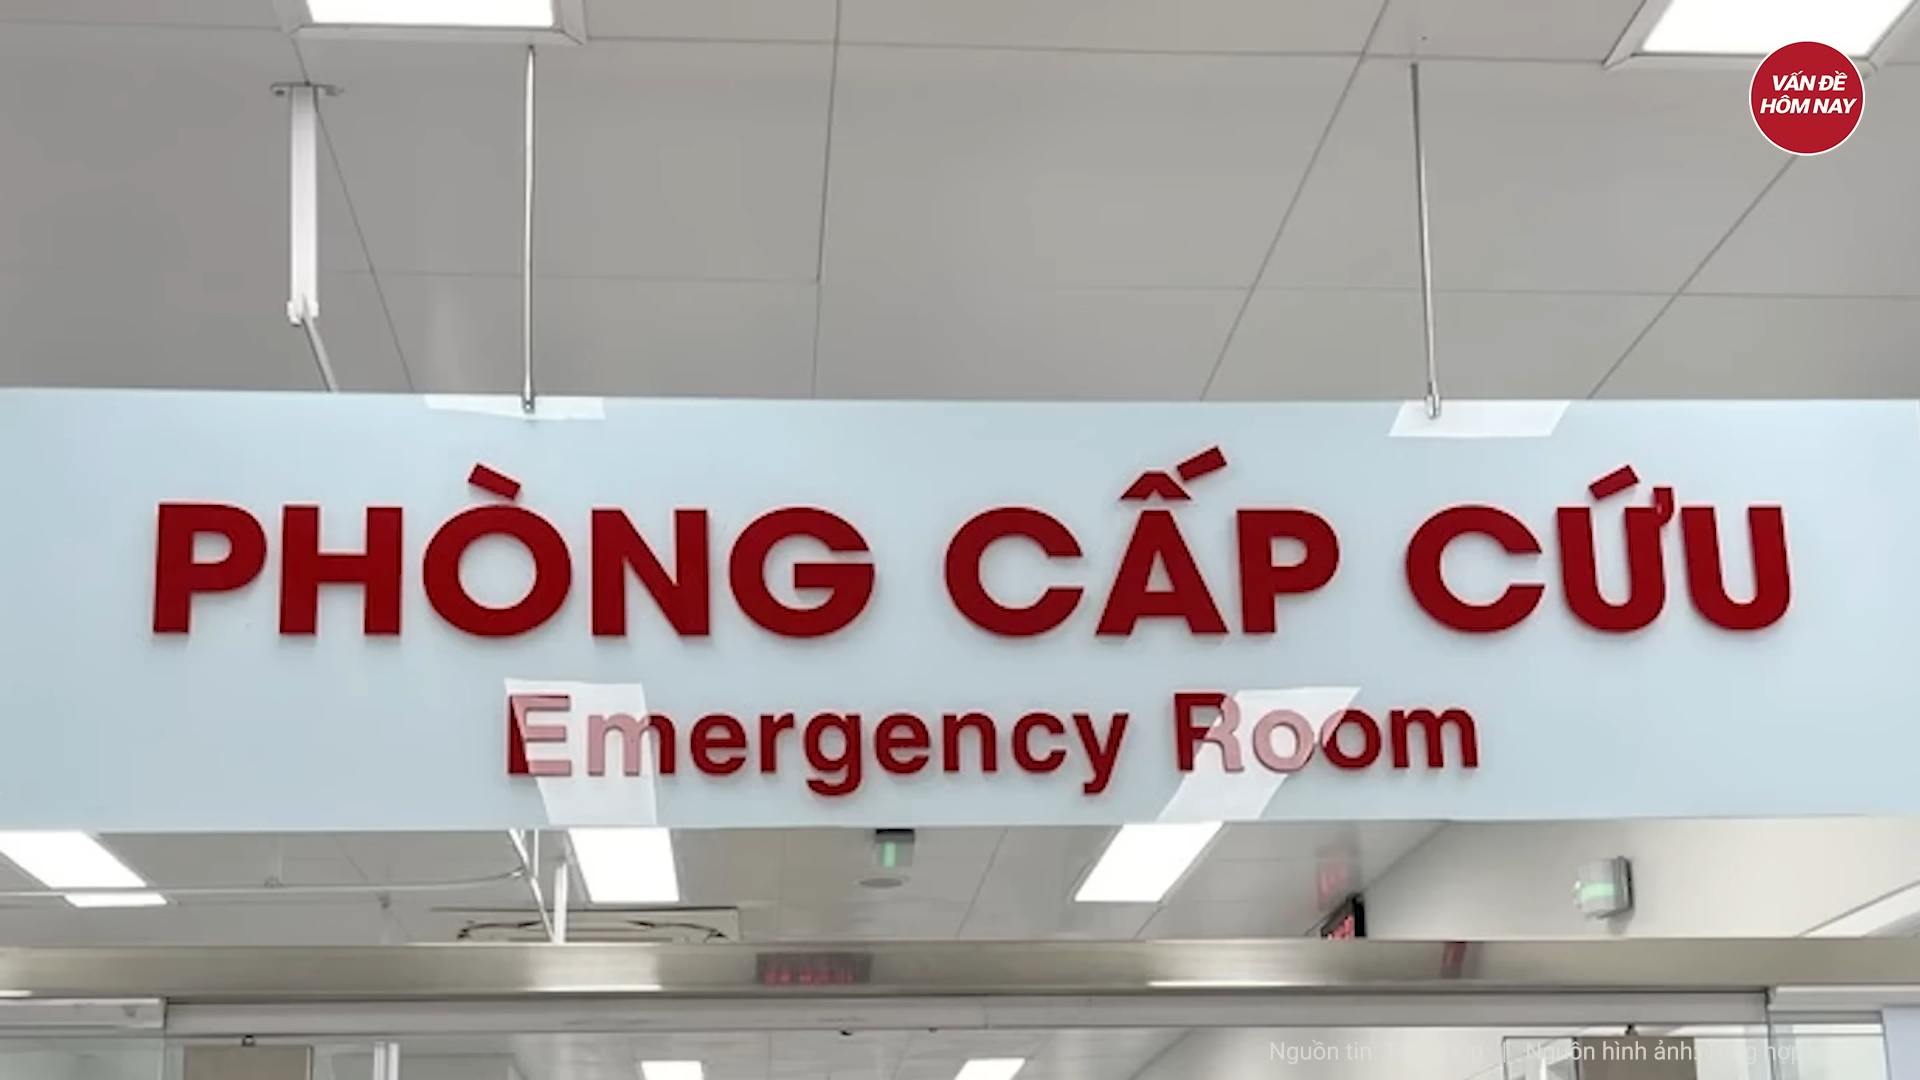 VẤN ĐỀ
HÔM NAY
PHÒNG CẤP CỨU
Emergency Room
Nguồn tin: | Nguồn hình ảnh: